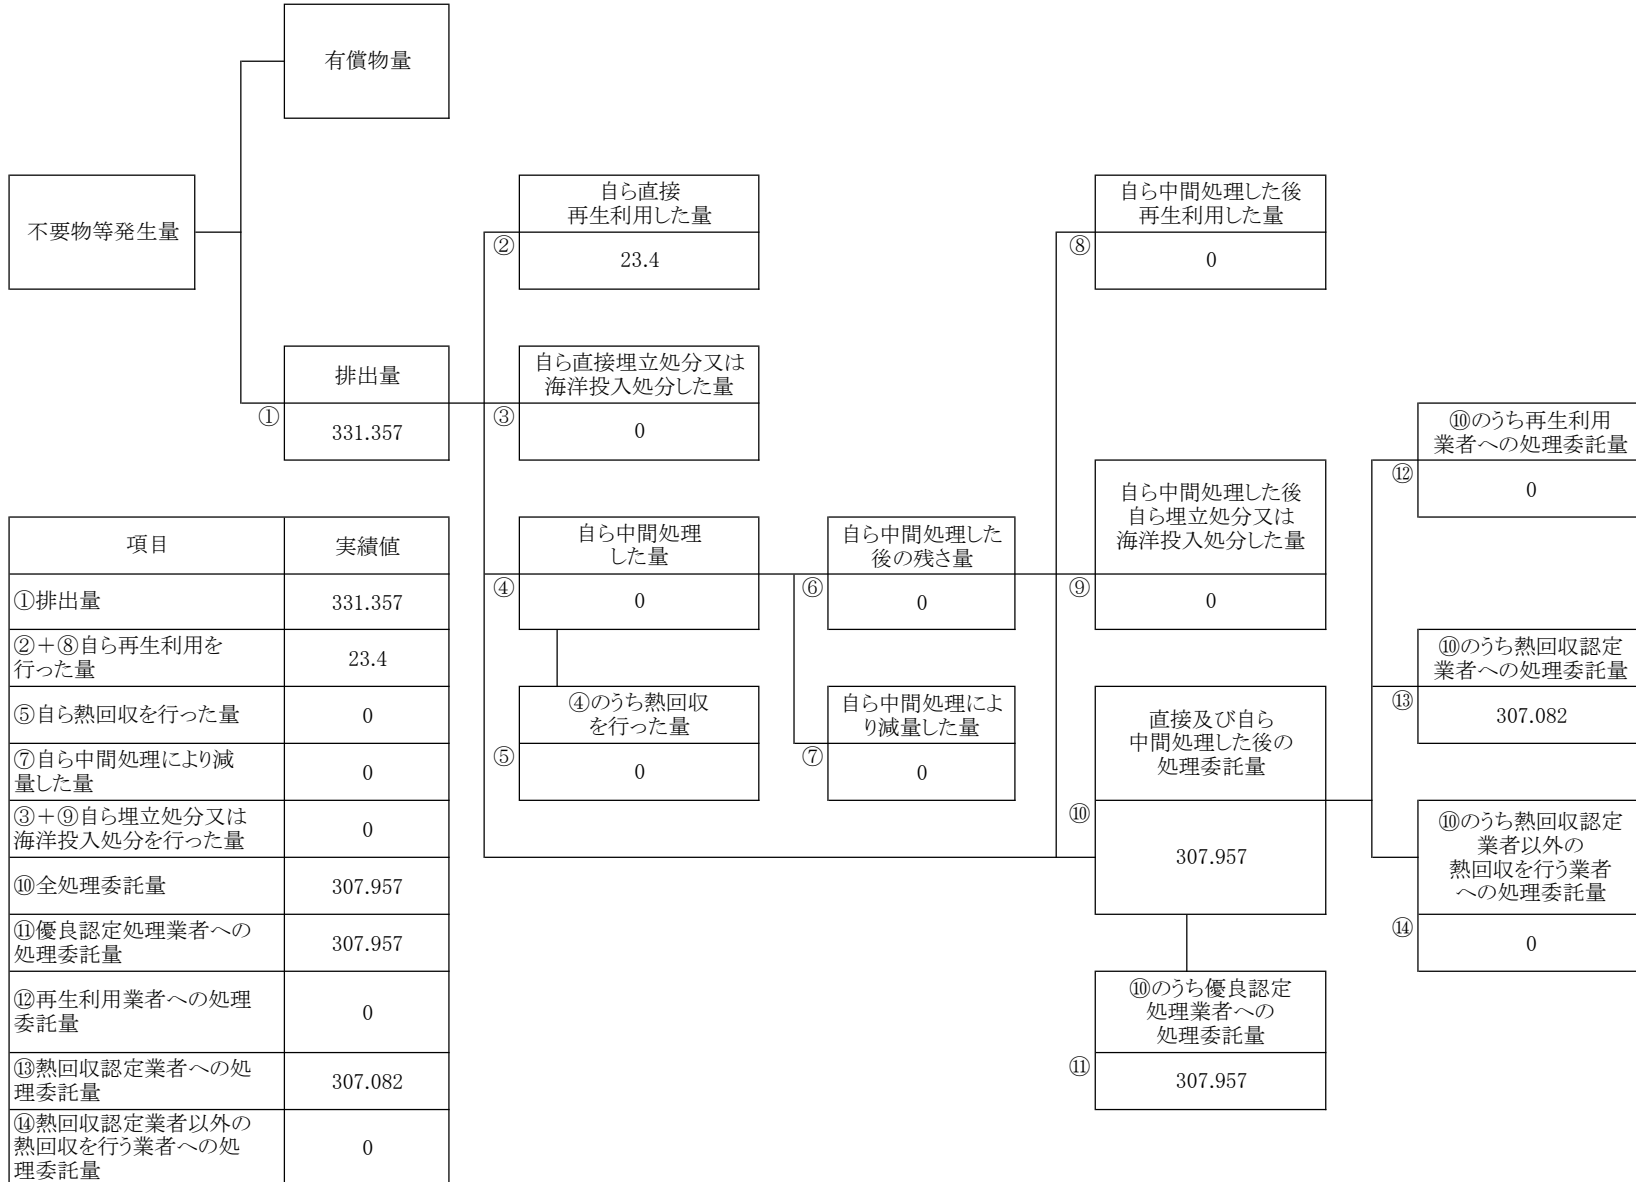 有償物量
不要物等発生量
自ら直接
再生利用した量
②
23.4
自ら中間処理した後
再生利用した量
⑧
0
排出量
①
331.357
自ら直接埋立処分又は
海洋投入処分した量
③
0
⑩のうち再生利用
業者への処理委託量
⑫
0
自ら中間処理
した量
④
0
自ら中間処理した
後の残さ量
⑥
0
自ら中間処理した後
自ら埋立処分又は
海洋投入処分した量
⑨
0
⑩のうち熱回収認定
業者への処理委託量
⑬
307.082
④のうち熱回収
を行った量
⑤
0
自ら中間処理によ
り減量した量
⑦
0
直接及び自ら
中間処理した後の
処理委託量
⑩
307.957
⑩のうち熱回収認定
業者以外の
熱回収を行う業者
への処理委託量
⑭
0
⑩のうち優良認定
処理業者への
処理委託量
⑪
307.957
項目
実績値
①排出量
331.357
②+⑧自ら再生利用を
行った量
23.4
⑤自ら熱回収を行った量
0
⑦自ら中間処理により減
量した量
0
③+⑨自ら埋立処分又は
海洋投入処分を行った量
0
⑩全処理委託量
307.957
⑪優良認定処理業者への
処理委託量
307.957
⑫再生利用業者への処理
委託量
0
⑬熱回収認定業者への処
理委託量
307.082
⑭熱回収認定業者以外の
熱回収を行う業者への処
理委託量
0